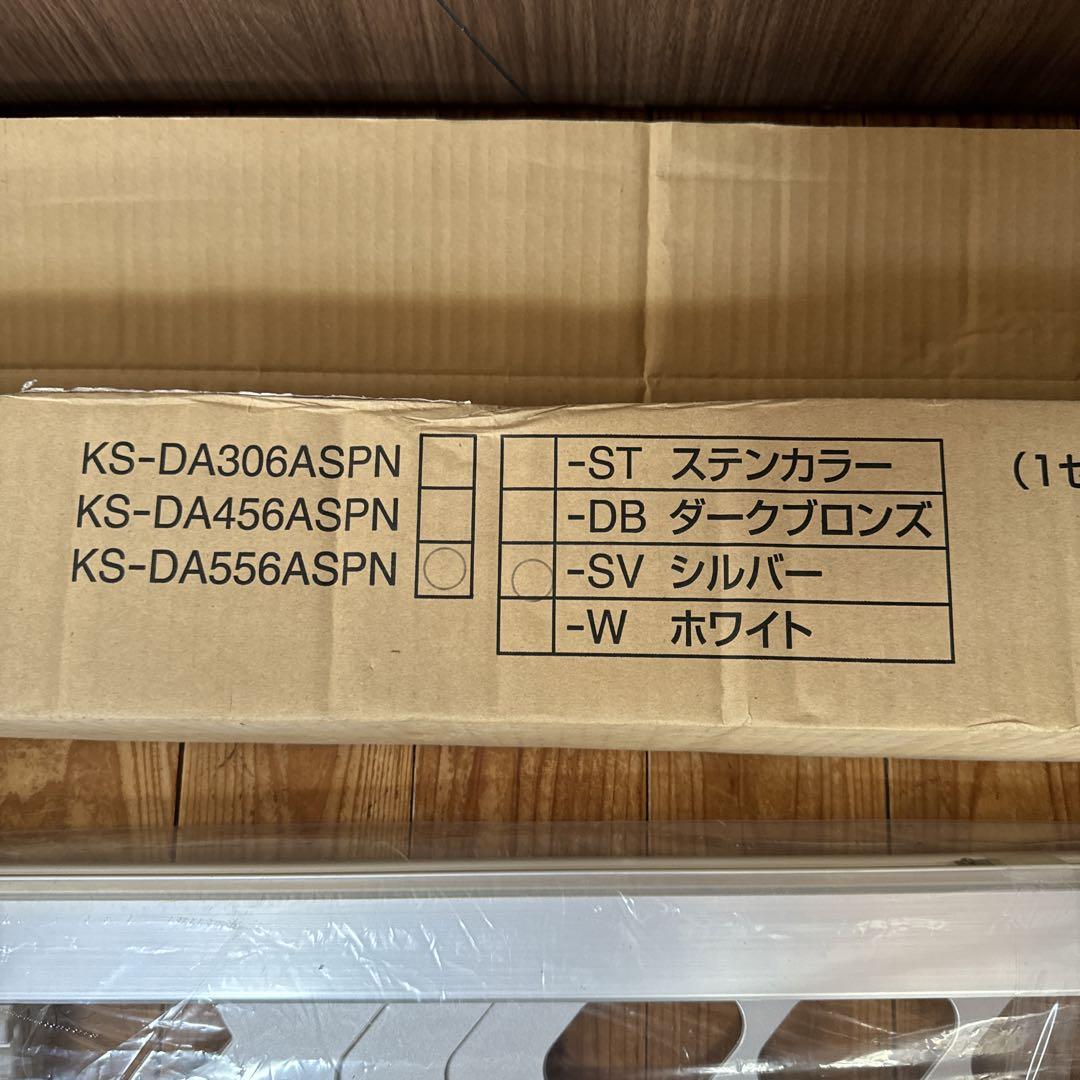 KS-DA306ASPN
KS-DA456ASPN
KS-DA556ASPN
-ST ステンカラー
-DB ダークブロンズ
-SV シルバー
-W ホワイト
(1セ